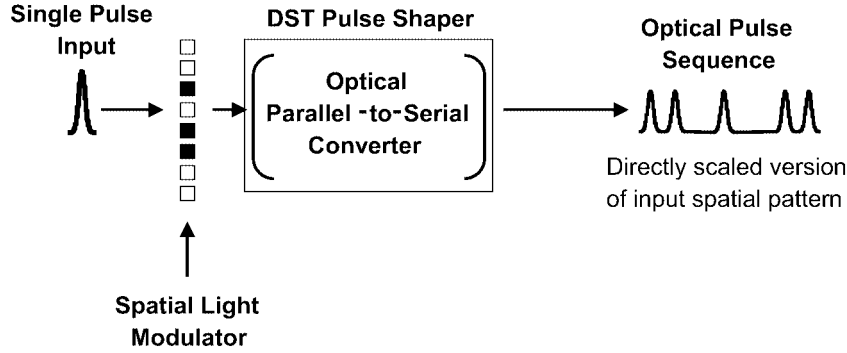 Single Pulse
Input
DST Pulse Shaper
Optical
Parallel -to-Serial
Converter
Optical Pulse
Sequence
Directly scaled version
of input spatial pattern
Spatial Light
Modulator